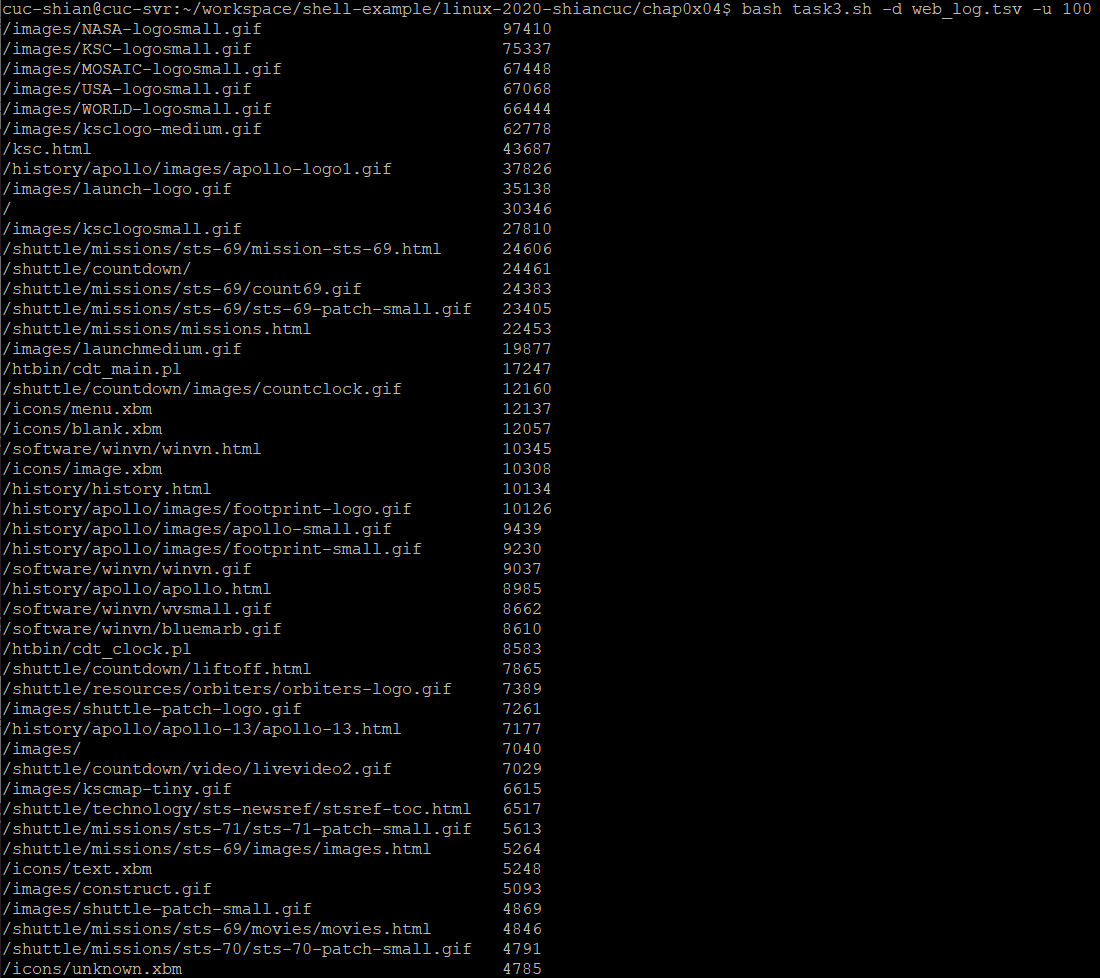 cuc-shian@cuc-svr:~/workspace/shell-example/linux-2020-shiancuc/chap0x04$ bash task3.sh -d web_log.tsv -u 100
/images/NASA-logosmall.gif 97410
/images/KSC-logosmall.gif 75337
/images/MOSAIC-logosmall.gif 67448
/images/USA-logosmall.gif 67068
/images/WORLD-logosmall.gif 66444
/images/ksclogo-medium.gif 62778
/ksc.html 43687
/history/apollo/images/apollo-logo1.gif 37826
/images/launch-logo.gif 35138
/ 30346
/images/ksclogosmall.gif 27810
/shuttle/missions/sts-69/mission-sts-69.html 24606
/shuttle/countdown/ 24461
/shuttle/missions/sts-69/count69.gif 24383
/shuttle/missions/sts-69/sts-69-patch-small.gif 23405
/shuttle/missions/missions.html 22453
/images/launchmedium.gif 19877
/htbin/cdt_main.pl 17247
/shuttle/countdown/images/countclock.gif 12160
/icons/menu.xbm 12137
/icons/blank.xbm 12057
/software/winvn/winvn.html 10345
/icons/image.xbm 10308
/history/history.html 10134
/history/apollo/images/footprint-logo.gif 10126
/history/apollo/images/apollo-small.gif 9439
/history/apollo/images/footprint-small.gif 9230
/software/winvn/winvn.gif 9037
/history/apollo/apollo.html 8985
/software/winvn/wvsmall.gif 8662
/software/winvn/bluemarb.gif 8610
/htbin/cdt_clock.pl 8583
/shuttle/countdown/liftoff.html 7865
/shuttle/resources/orbiters/orbiters-logo.gif 7389
/images/shuttle-patch-logo.gif 7261
/history/apollo/apollo-13/apollo-13.html 7177
/images/ 7040
/shuttle/countdown/video/livevideo2.gif 7029
/images/kscmap-tiny.gif 6615
/shuttle/technology/sts-newsref/stsref-toc.html 6517
/shuttle/missions/sts-71/sts-71-patch-small.gif 5613
/shuttle/missions/sts-69/images/images.html 5264
/icons/text.xbm 5248
/images/construct.gif 5093
/images/shuttle-patch-small.gif 4869
/shuttle/missions/sts-69/movies/movies.html 4846
/shuttle/missions/sts-70/sts-70-patch-small.gif 4791
/icons/unknown.xbm 4785